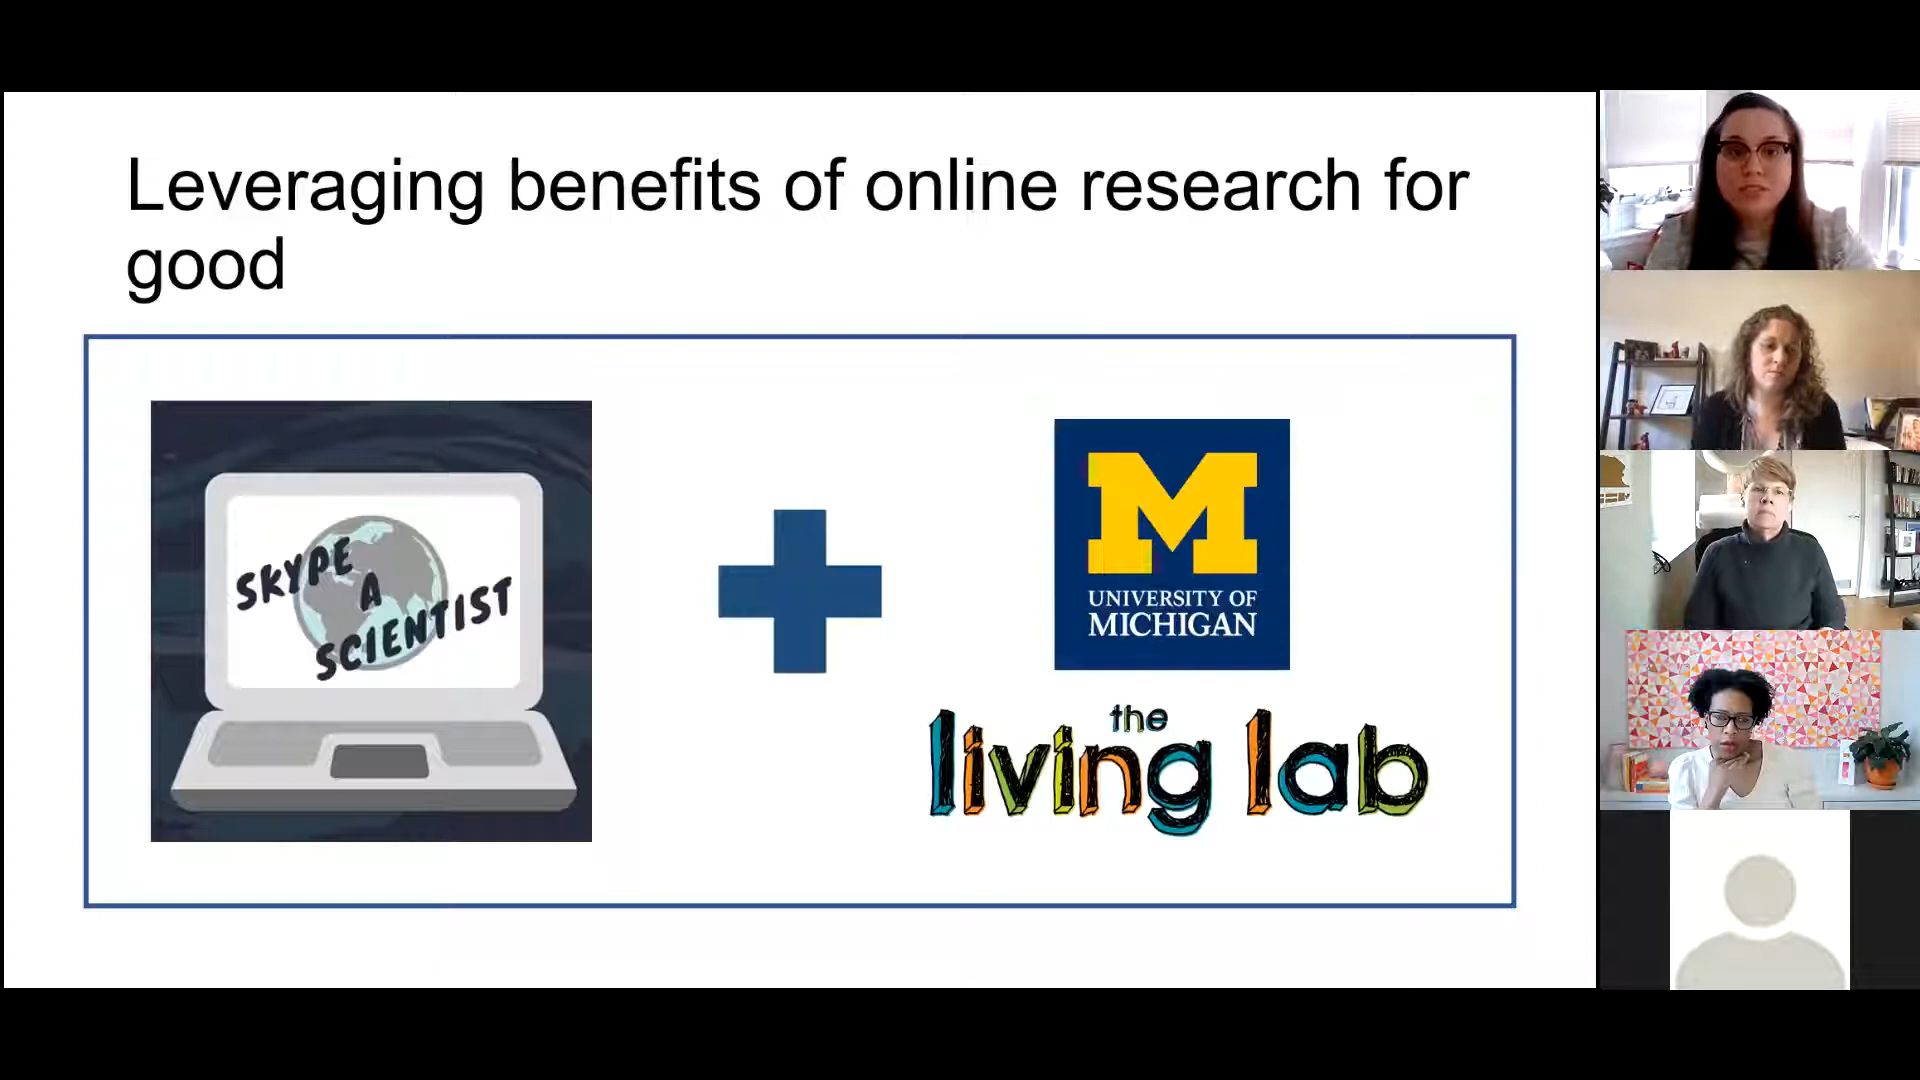 Leveraging benefits of online research for
good
SKYPE
A
SCIENTIST
M
UNIVERSITY OF
MICHIGAN
the
living lab